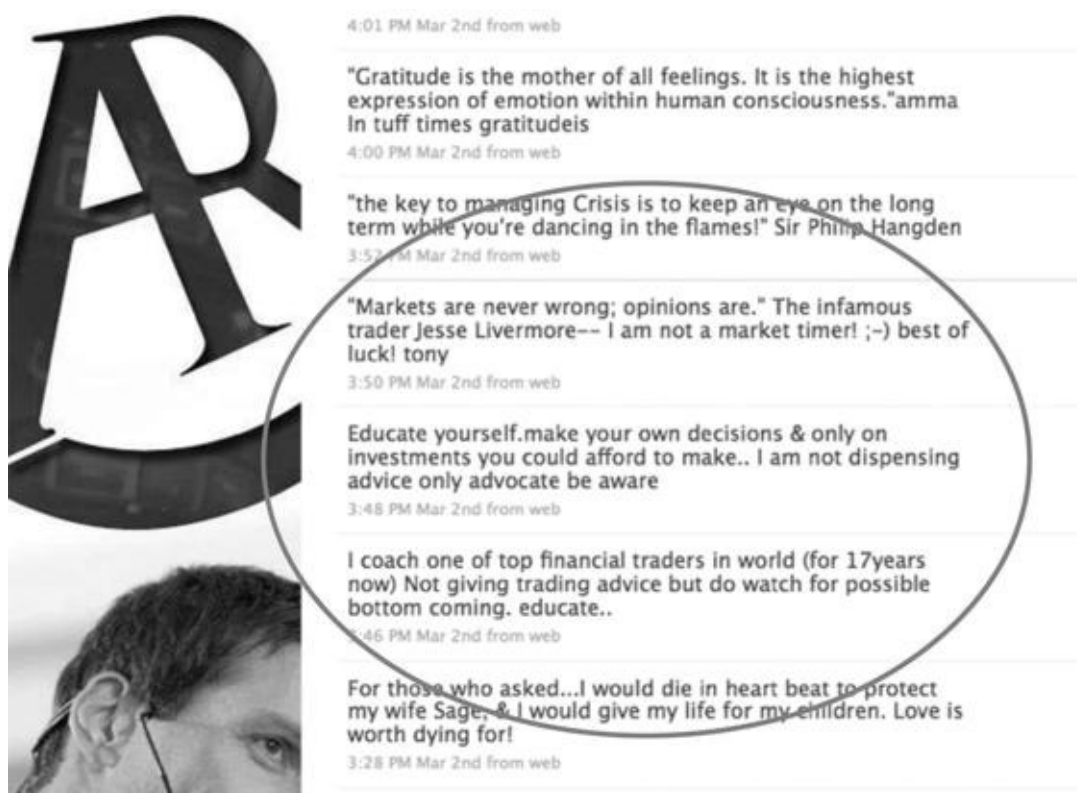 4:01 PM Mar 2nd from web
"Gratitude is the mother of all feelings. It is the highest
expression of emotion within human consciousness."amma
In tuff times gratitudeis
4:00 PM Mar 2nd from web
"the key to managing Crisis is to keep an eye on the long
term while you're dancing in the flames!" Sir Philip Hangden
3:52 PM Mar 2nd from web
"Markets are never wrong; opinions are." The infamous
trader Jesse Livermore-- I am not a market timer! ;-) best of
luck! tony
3:50 PM Mar 2nd from web
Educate yourself.make your own decisions & only on
investments you could afford to make.. I am not dispensing
advice only advocate be aware
3:48 PM Mar 2nd from web
I coach one of top financial traders in world (for 17years
now) Not giving trading advice but do watch for possible
bottom coming. educate..
3:46 PM Mar 2nd from web
For those who asked...I would die in heart beat to protect
my wife Sage, & I would give my life for my children. Love is
worth dying for!
3:28 PM Mar 2nd from web